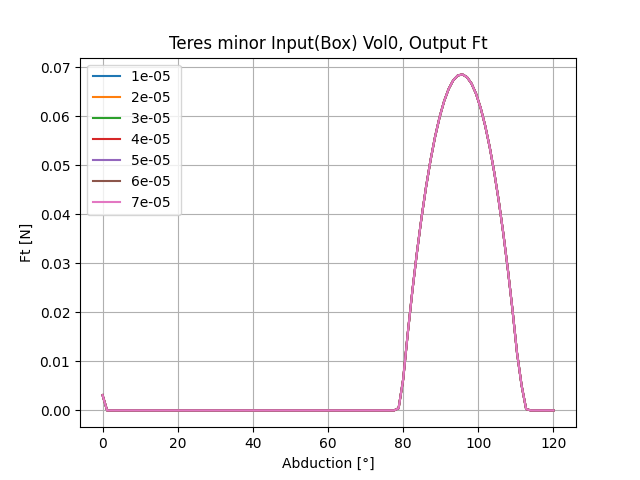 Teres minor Input(Box) Vol0, Output Ft
1e-05
2e-05
3e-05
4e-05
5e-05
6e-05
7e-05
Ft [N]
0.07
0.06
0.05
0.04
0.03
0.02
0.01
0.00
0 20 40 60 80 100 120
Abduction [°]